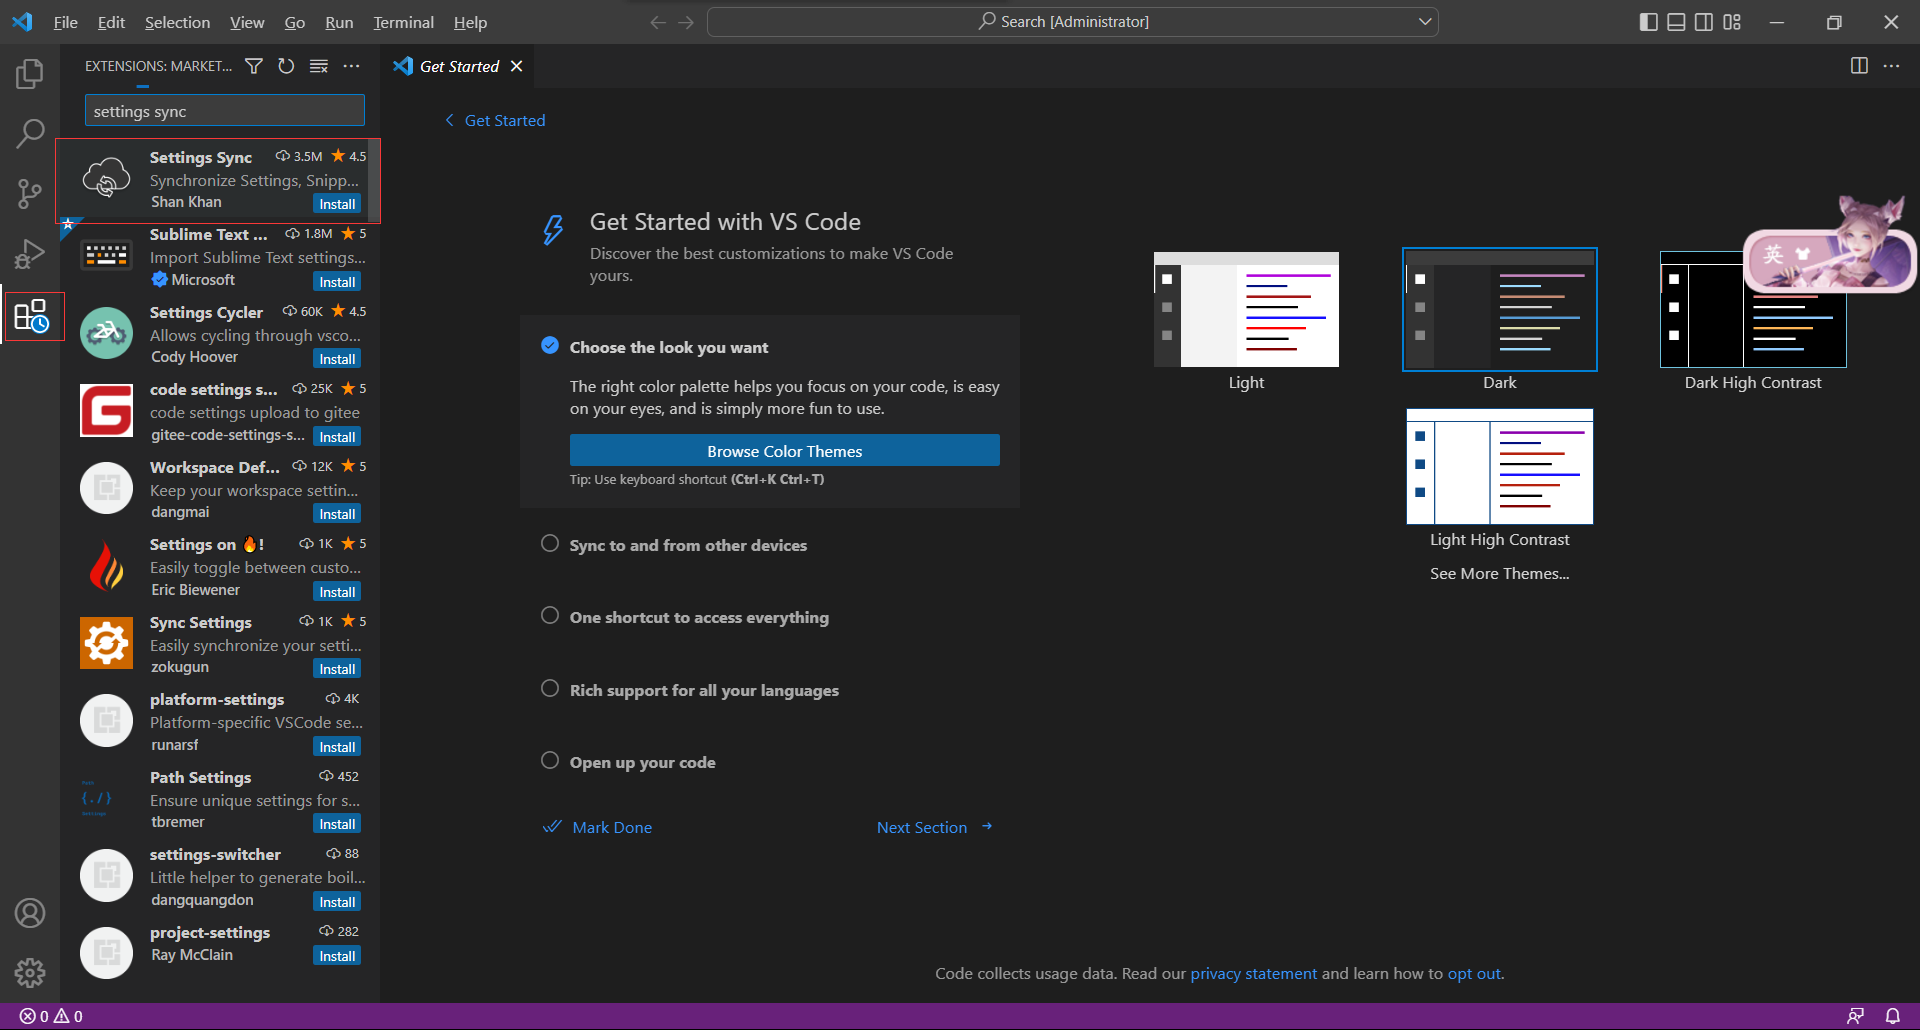 File Edit Selection View Go Run Terminal Help
Search [Administrator]
EXTENSIONS: MARKET...
settings sync
Settings Sync 3.5M 4.5
Synchronize Settings, Snipp...
Shan Khan Install
Sublime Text ... 1.8M 5
Import Sublime Text settings...
Microsoft Install
Settings Cycler 60K 4.5
Allows cycling through vsco...
Cody Hoover Install
code settings s... 25K 5
code settings upload to gitee
gitee-code-settings-s... Install
Workspace Def... 12K 5
Keep your workspace settin...
dangmai Install
Settings on 🔥! 1K 5
Easily toggle between custo...
Eric Biewener Install
Sync Settings 1K 5
Easily synchronize your setti...
zokugun Install
platform-settings 4K
Platform-specific VSCode se...
runarsf Install
Path Settings 452
Ensure unique settings for s...
tbremer Install
settings-switcher 88
Little helper to generate boil...
dangquangdon Install
project-settings 282
Ray McClain Install
Get Started
Get Started
Get Started with VS Code
Discover the best customizations to make VS Code
yours.
Choose the look you want
The right color palette helps you focus on your code, is easy
on your eyes, and is simply more fun to use.
Browse Color Themes
Tip: Use keyboard shortcut (Ctrl+K Ctrl+T)
Sync to and from other devices
One shortcut to access everything
Rich support for all your languages
Open up your code
Mark Done Next Section
Light
Dark
Dark High Contrast
Light High Contrast
See More Themes...
英
Code collects usage data. Read our privacy statement and learn how to opt out.
0 0